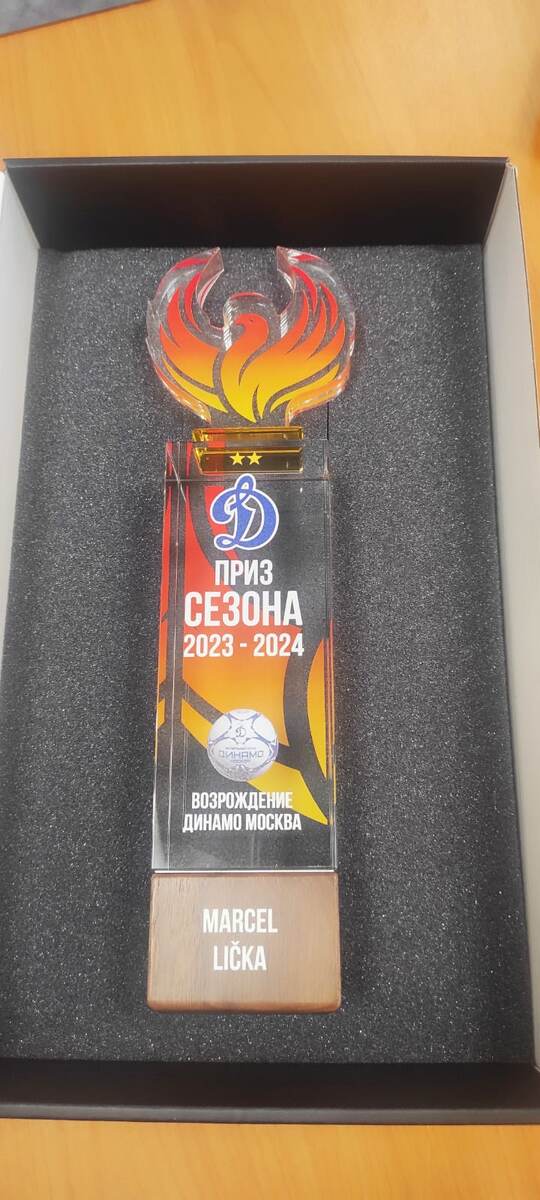 Д
ПРИЗ
СЕЗОНА
2023 - 2024
ДИНАМО
ВОЗРОЖДЕНИЕ
ДИНАМО МОСКВА
MARCEL
LIČKA